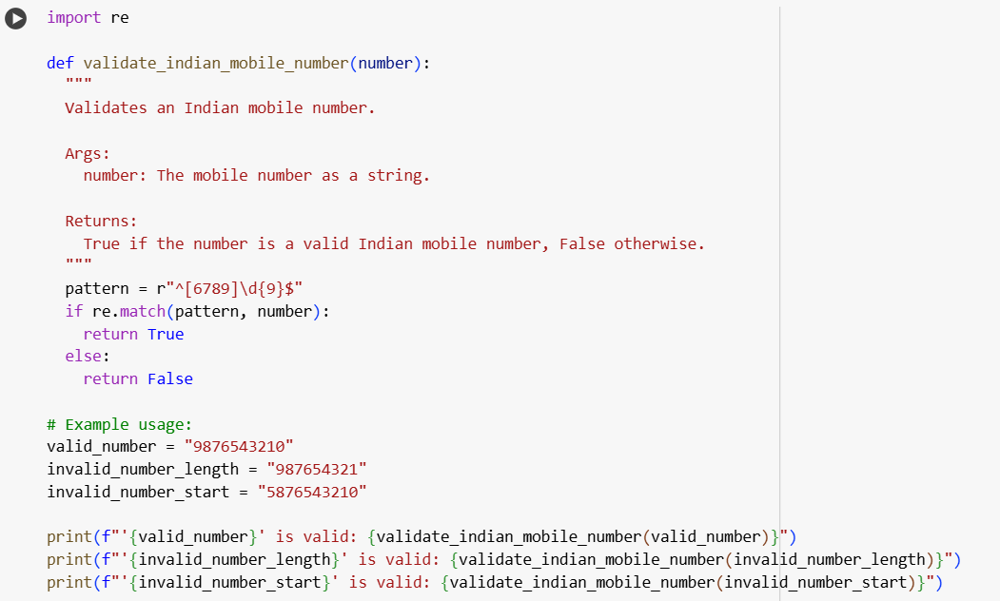 import re

def validate_indian_mobile_number(number):
  """
  Validates an Indian mobile number.

  Args:
    number: The mobile number as a string.

  Returns:
    True if the number is a valid Indian mobile number, False otherwise.
  """
  pattern = r"^[6789]\d{9}$"
  if re.match(pattern, number):
    return True
  else:
    return False

# Example usage:
valid_number = "9876543210"
invalid_number_length = "987654321"
invalid_number_start = "5876543210"

print(f"'{valid_number}' is valid: {validate_indian_mobile_number(valid_number)}")
print(f"'{invalid_number_length}' is valid: {validate_indian_mobile_number(invalid_number_length)}")
print(f"'{invalid_number_start}' is valid: {validate_indian_mobile_number(invalid_number_start)}")